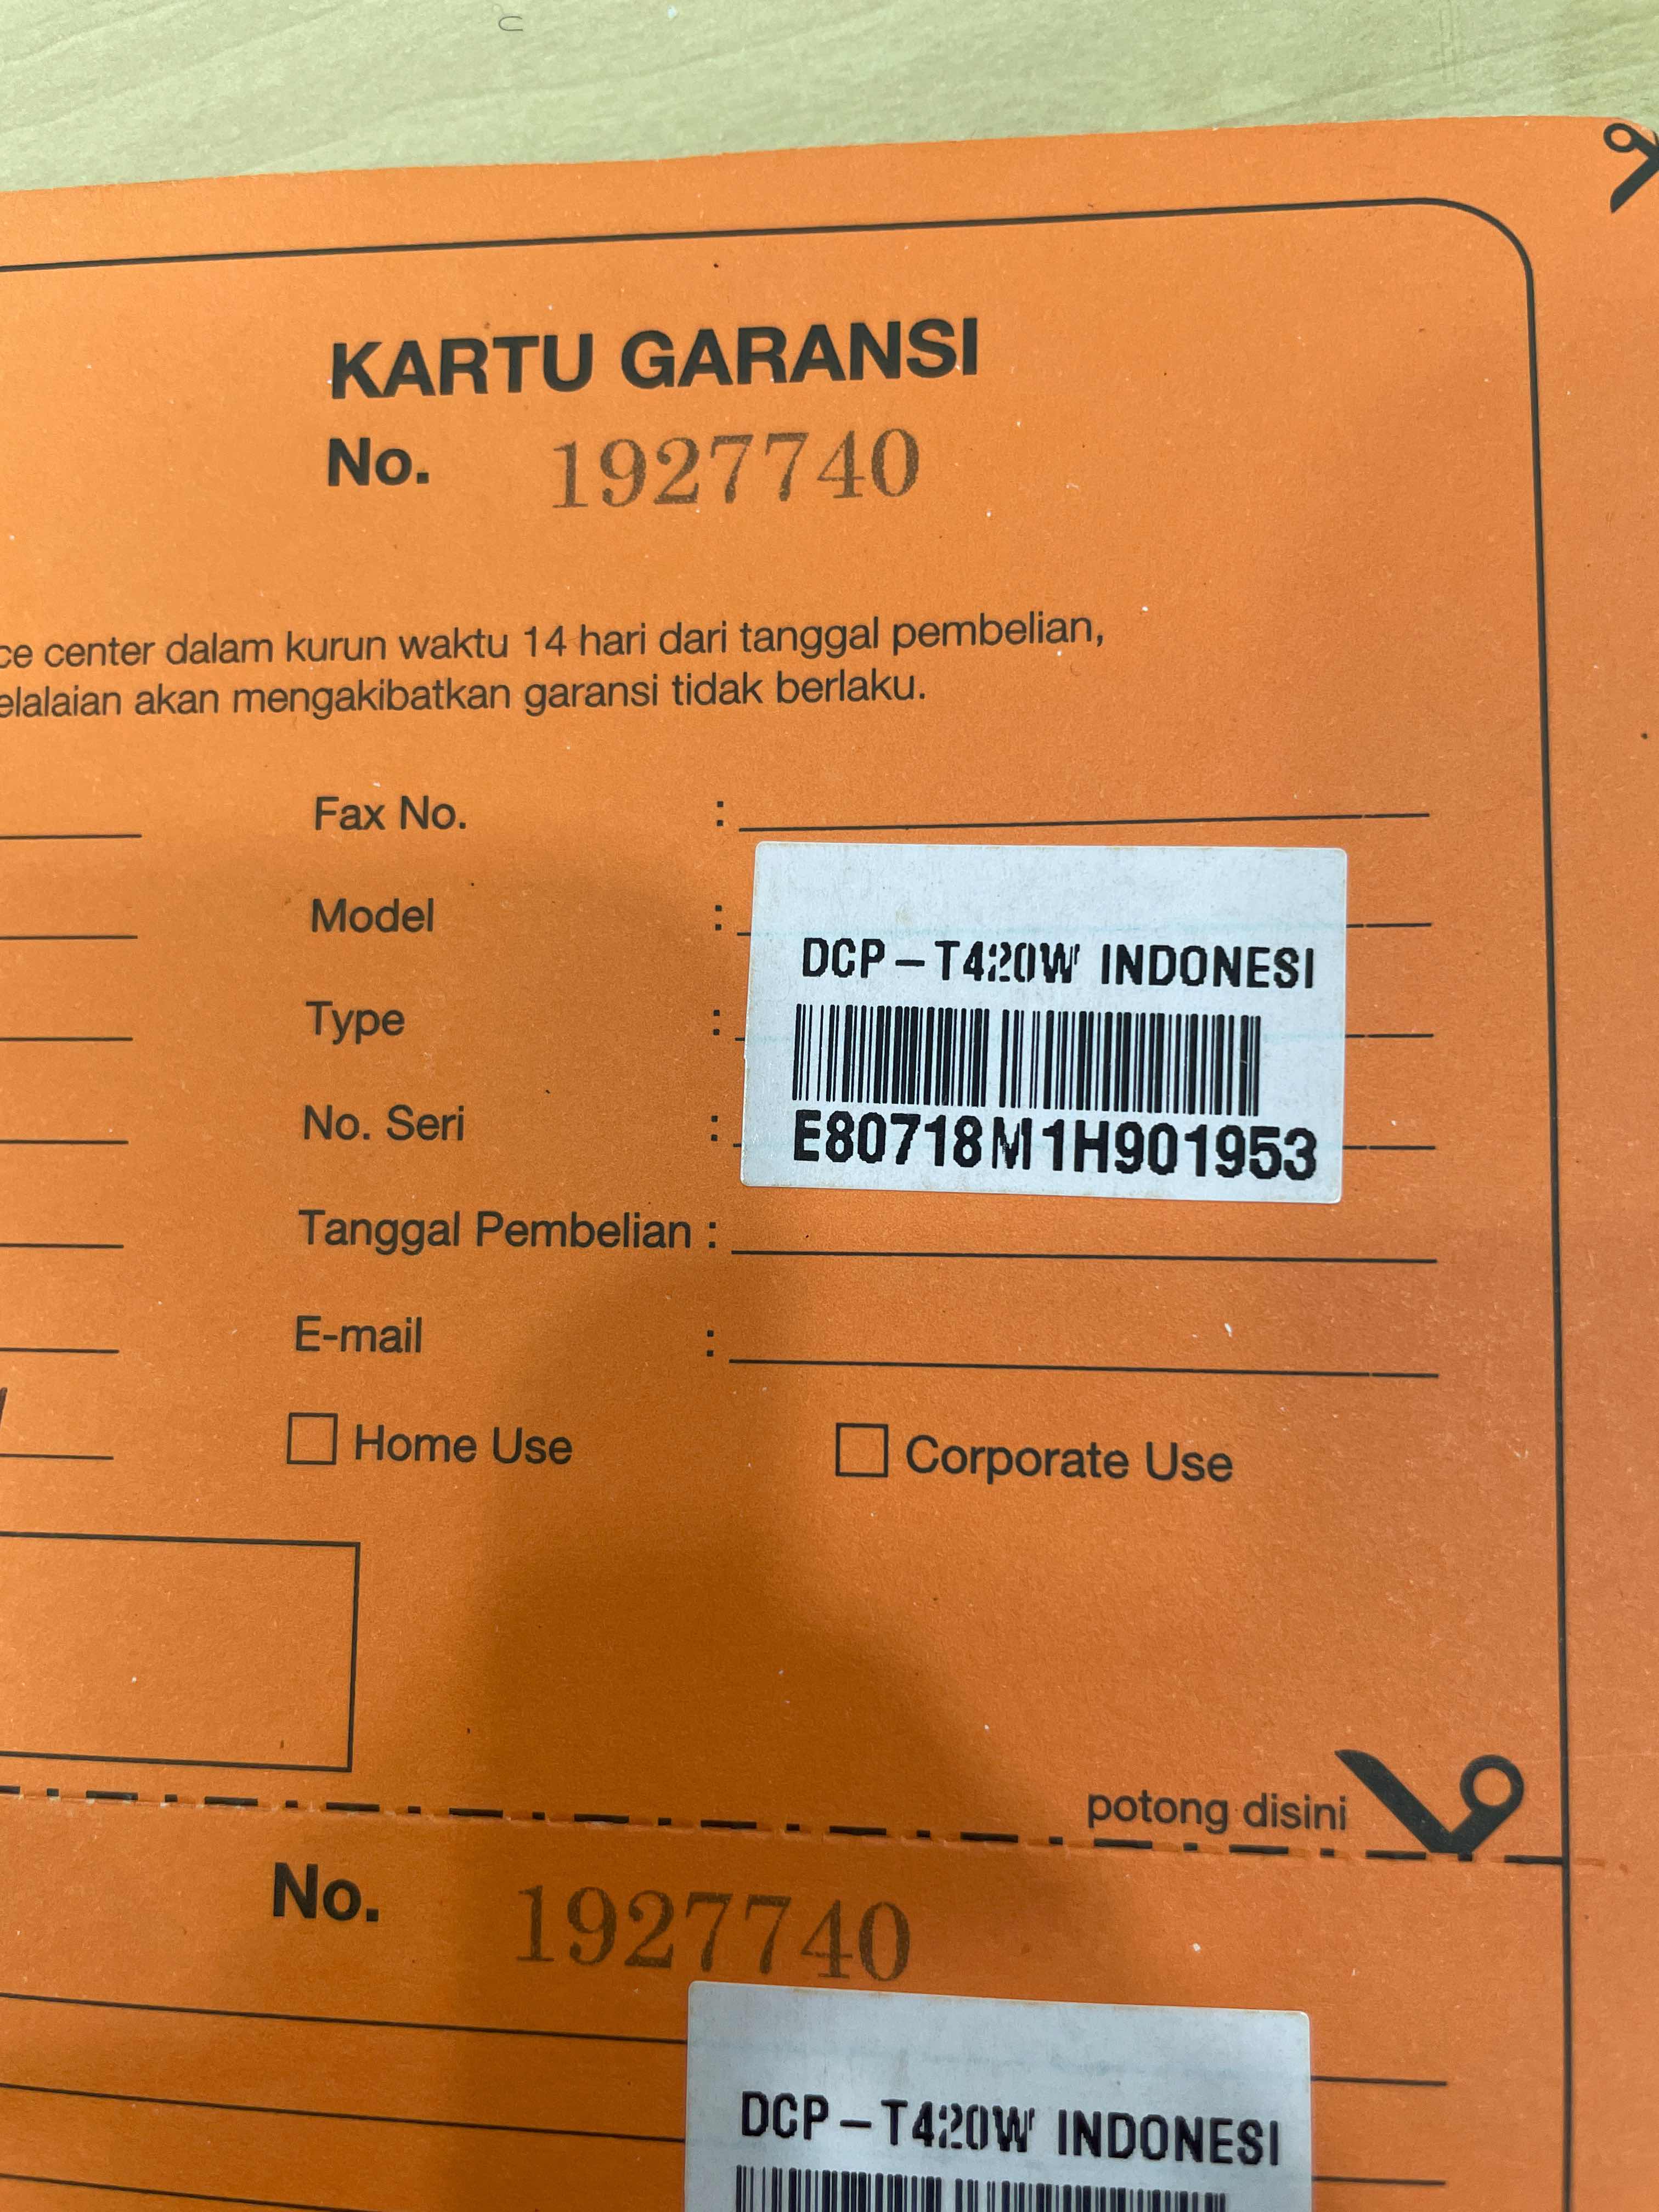 KARTU GARANSI
No. 1927740
center dalam kurun waktu 14 hari dari tanggal pembelian,
akan mengakibatkan garansi tidak berlaku.
Fax No. :
Model :
DCP-T420W INDONESI
Type :
No. Seri :
E80718M1H901953
Tanggal Pembelian :
E-mail :
Home Use Corporate Use
potong disini
No. 1927740
DCP-T420W INDONESI